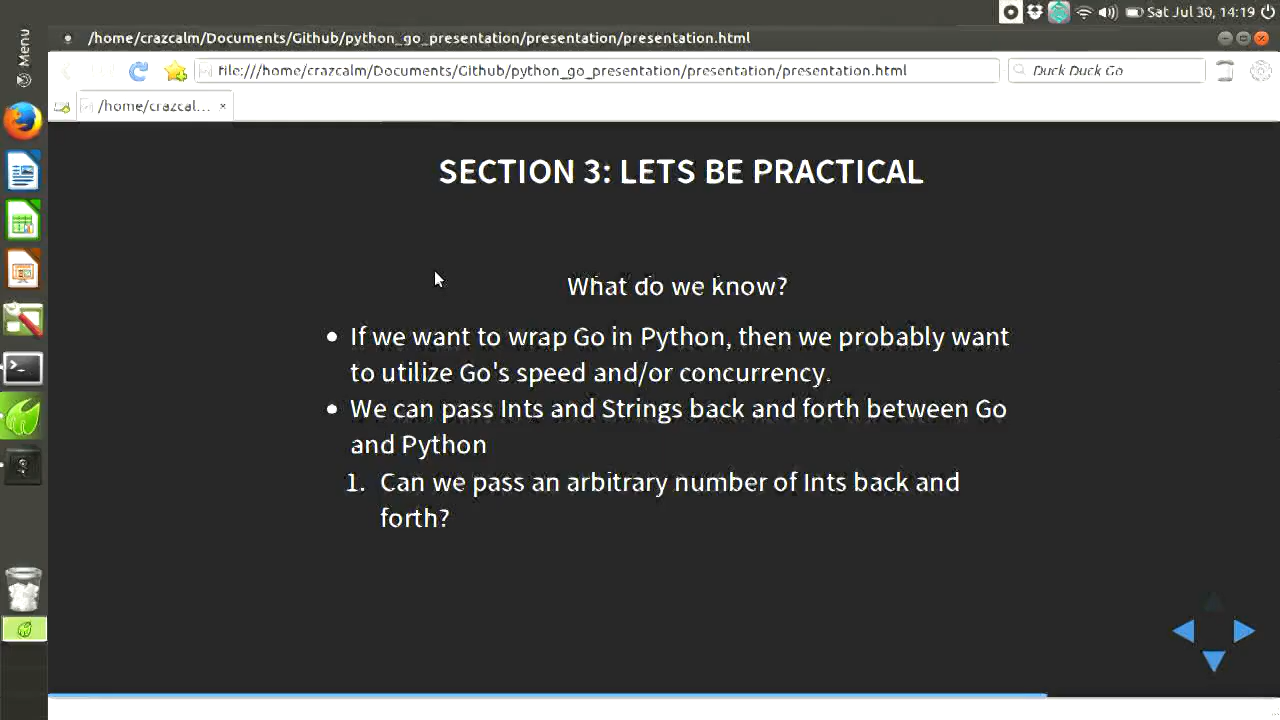 Sat Jul 30, 14:19
Menu
/home/crazcalm/Documents/Github/python_go_presentation/presentation/presentation.html
file:///home/crazcalm/Documents/Github/python_go_presentation/presentation/presentation.html
Duck Duck Go
/home/crazcal... ×
SECTION 3: LETS BE PRACTICAL
What do we know?
• If we want to wrap Go in Python, then we probably want
to utilize Go's speed and/or concurrency.
• We can pass Ints and Strings back and forth between Go
and Python
1. Can we pass an arbitrary number of Ints back and
forth?